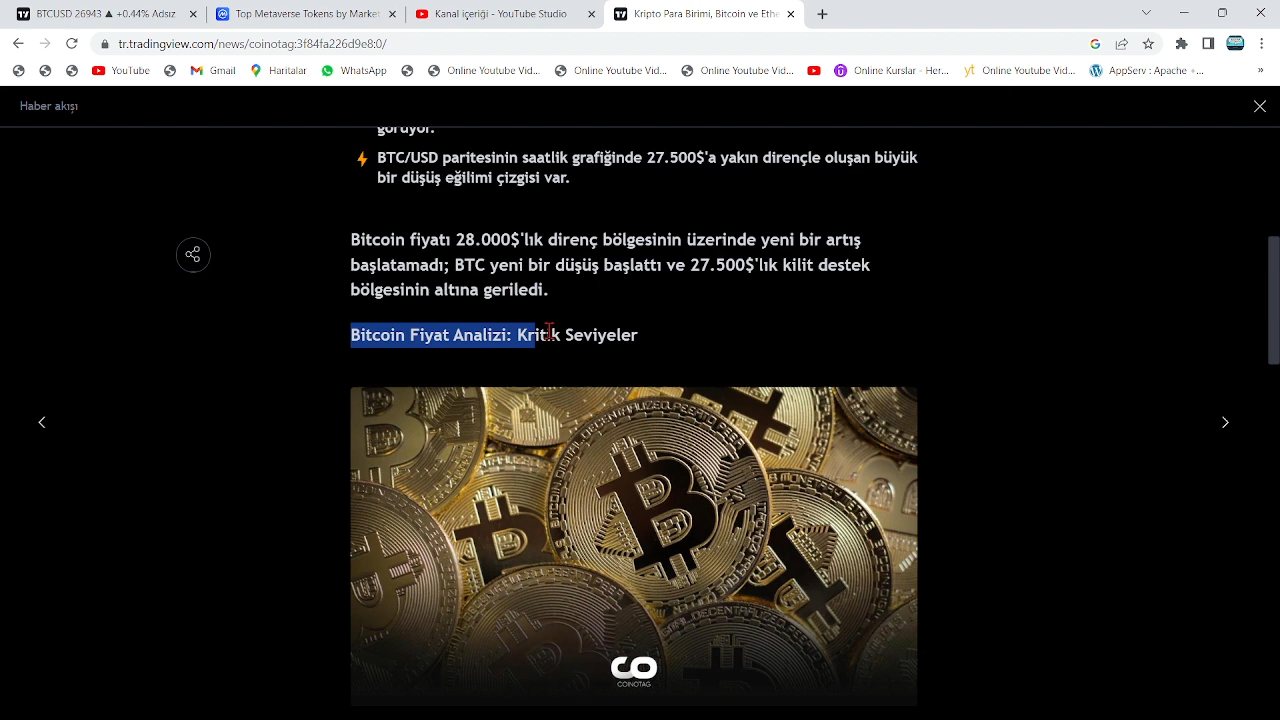 BTCUSD 26943 ▲ +0.44% Adsız
Top Metaverse Tokens by Market
Kanal içeriği - YouTube Studio
Kripto Para Birimi, Bitcoin ve Ethe
tr.tradingview.com/news/coinotag:3f84fa226d9e8:0/
YouTube
Gmail
Haritalar
WhatsApp
Online Youtube Vid...
Online Youtube Vid...
Online Youtube Vid...
Online Kurslar - Her...
yt Online Youtube Vid...
AppServ : Apache +...
Haber akışı
görüyor.
BTC/USD paritesinin saatlik grafiğinde 27.500$'a yakın dirençle oluşan büyük
bir düşüş eğilimi çizgisi var.
Bitcoin fiyatı 28.000$'lık direnç bölgesinin üzerinde yeni bir artış
başlatamadı; BTC yeni bir düşüş başlattı ve 27.500$'lık kilit destek
bölgesinin altına geriledi.
Bitcoin Fiyat Analizi: Kritik Seviyeler
CO
COINOTAG